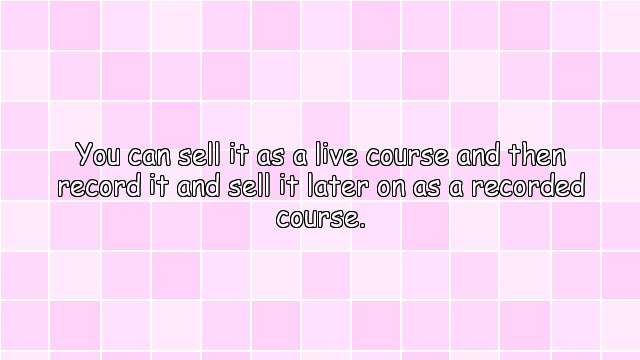 You can sell it as a live course and then
record it and sell it later on as a recorded
course.